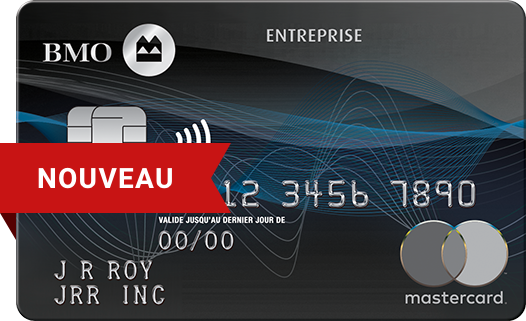 BMO
ENTREPRISE
NOUVEAU
12 3456 7890
VALIDE JUSQU'AU DERNIER JOUR DE
00/00
J R ROY
JRR INC
mastercard.